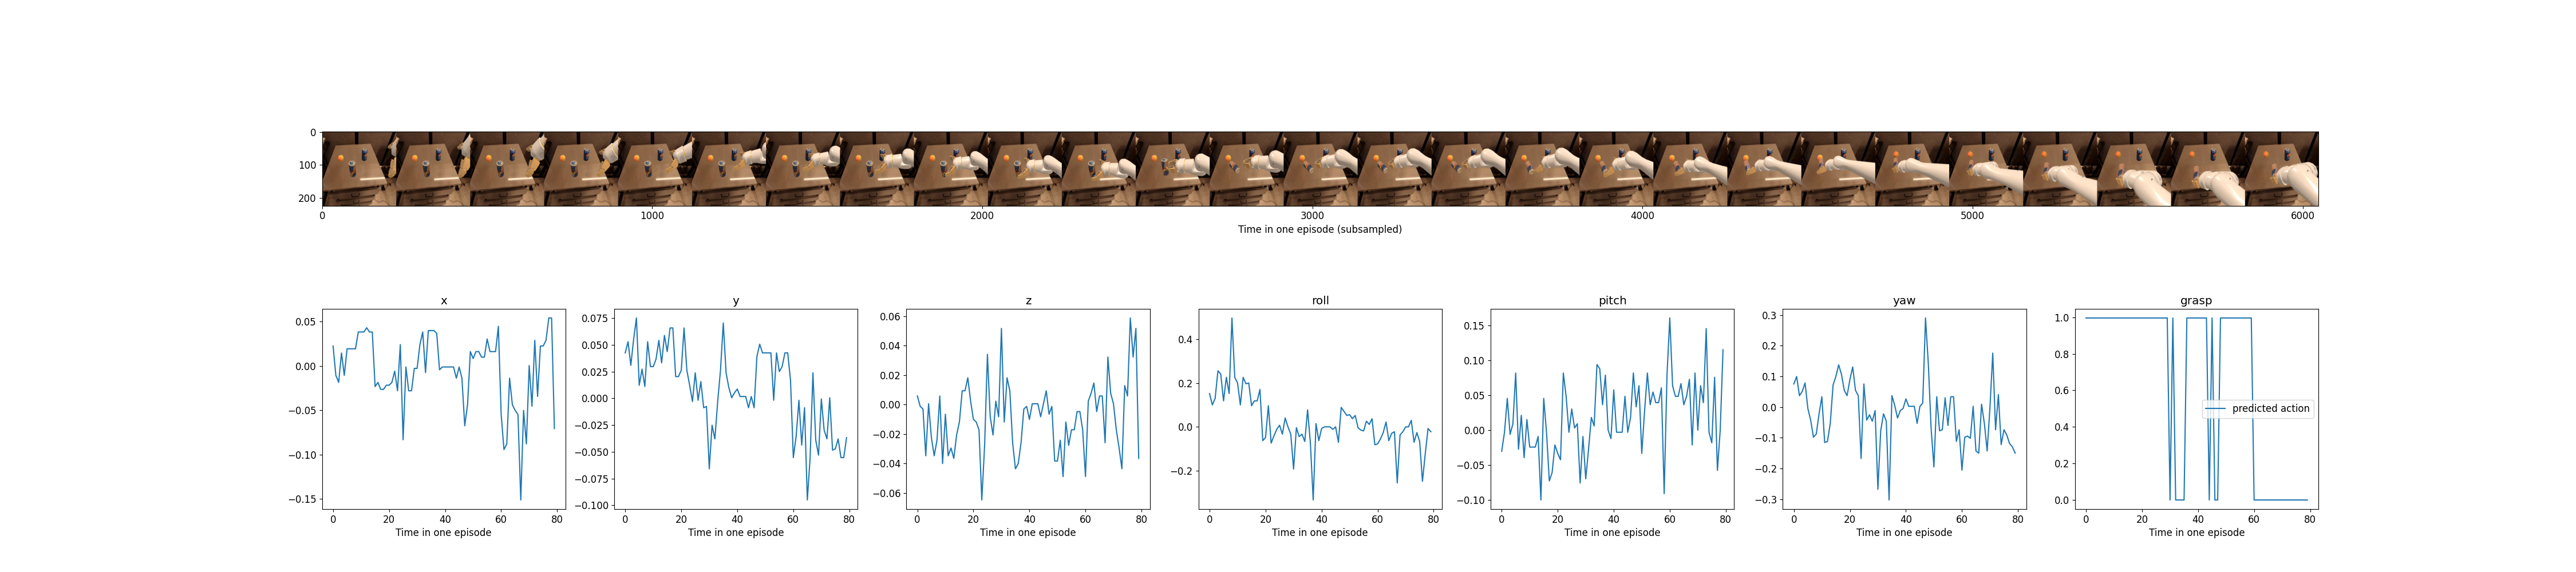 0
100
200
0 1000 2000 3000 4000 5000 6000
Time in one episode (subsampled)
x
0.05
0.00
−0.05
−0.10
−0.15
0 20 40 60 80
Time in one episode
y
0.075
0.050
0.025
0.000
−0.025
−0.050
−0.075
−0.100
0 20 40 60 80
Time in one episode
z
0.06
0.04
0.02
0.00
−0.02
−0.04
−0.06
0 20 40 60 80
Time in one episode
roll
0.4
0.2
0.0
−0.2
0 20 40 60 80
Time in one episode
pitch
0.15
0.10
0.05
0.00
−0.05
−0.10
0 20 40 60 80
Time in one episode
yaw
0.3
0.2
0.1
0.0
−0.1
−0.2
−0.3
0 20 40 60 80
Time in one episode
grasp
1.0
0.8
0.6
0.4
0.2
0.0
predicted action
0 20 40 60 80
Time in one episode